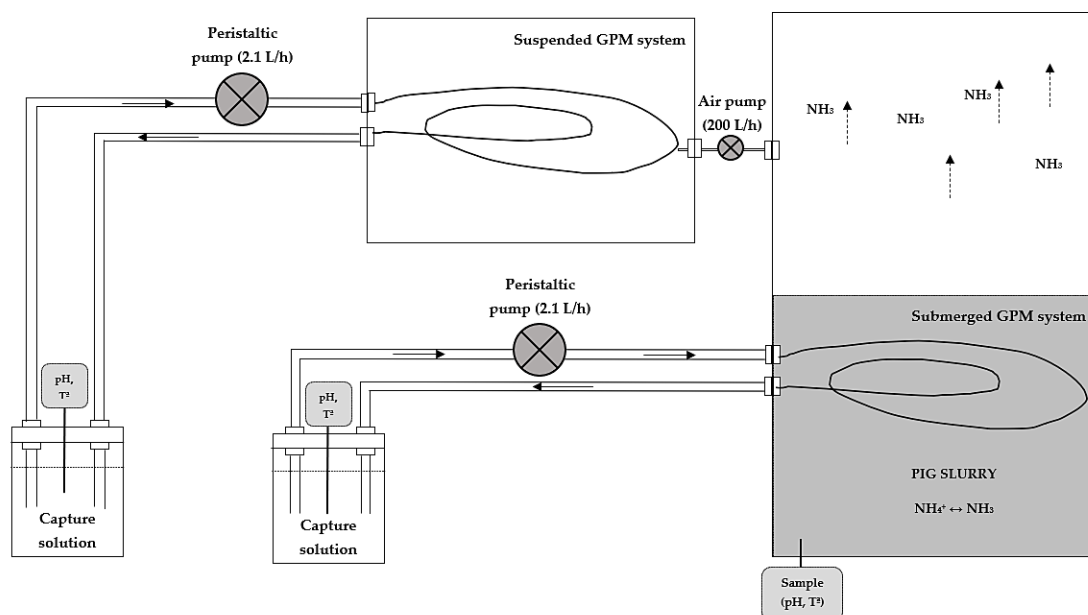 Peristaltic
pump (2.1 L/h)
Suspended GPM system
Air pump
(200 L/h)
NH₃
NH₃
NH₃
NH₃
Peristaltic
pump (2.1 L/h)
Submerged GPM system
pH,
Tª
pH,
Tª
PIG SLURRY
NH₄⁺ ↔ NH₃
Capture
solution
Capture
solution
Sample
(pH, Tª)